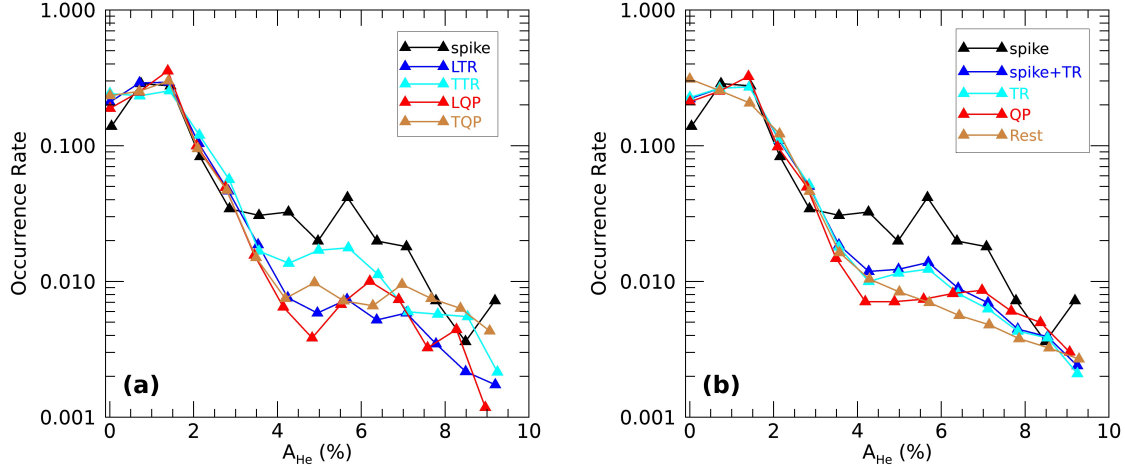 1.000
0.100
0.010
0.001
Occurrence Rate
spike
LTR
TTR
LQP
TQP
(a)
0 2 4 6 8 10
A_He (%)
1.000
0.100
0.010
0.001
Occurrence Rate
spike
spike+TR
TR
QP
Rest
(b)
0 2 4 6 8 10
A_He (%)